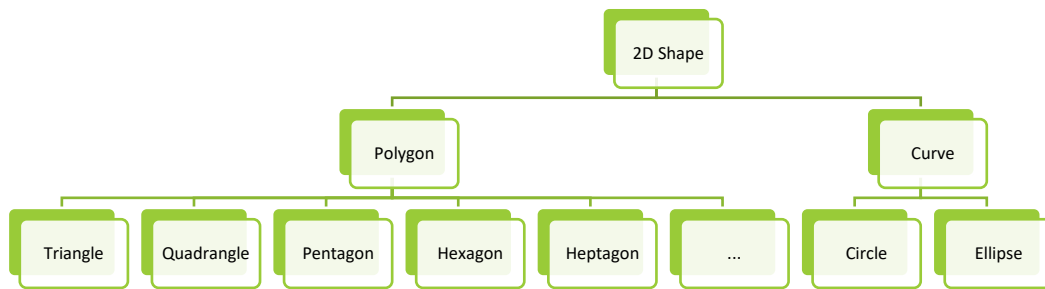 2D Shape
Polygon
Curve
Triangle
Quadrangle
Pentagon
Hexagon
Heptagon
...
Circle
Ellipse